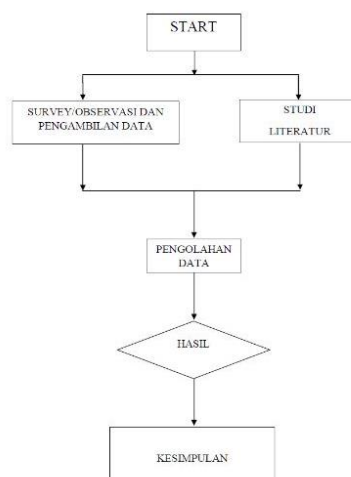 START
SURVEY/OBSERVASI DAN
PENGAMBILAN DATA
STUDI
LITERATUR
PENGOLAHAN
DATA
HASIL
KESIMPULAN